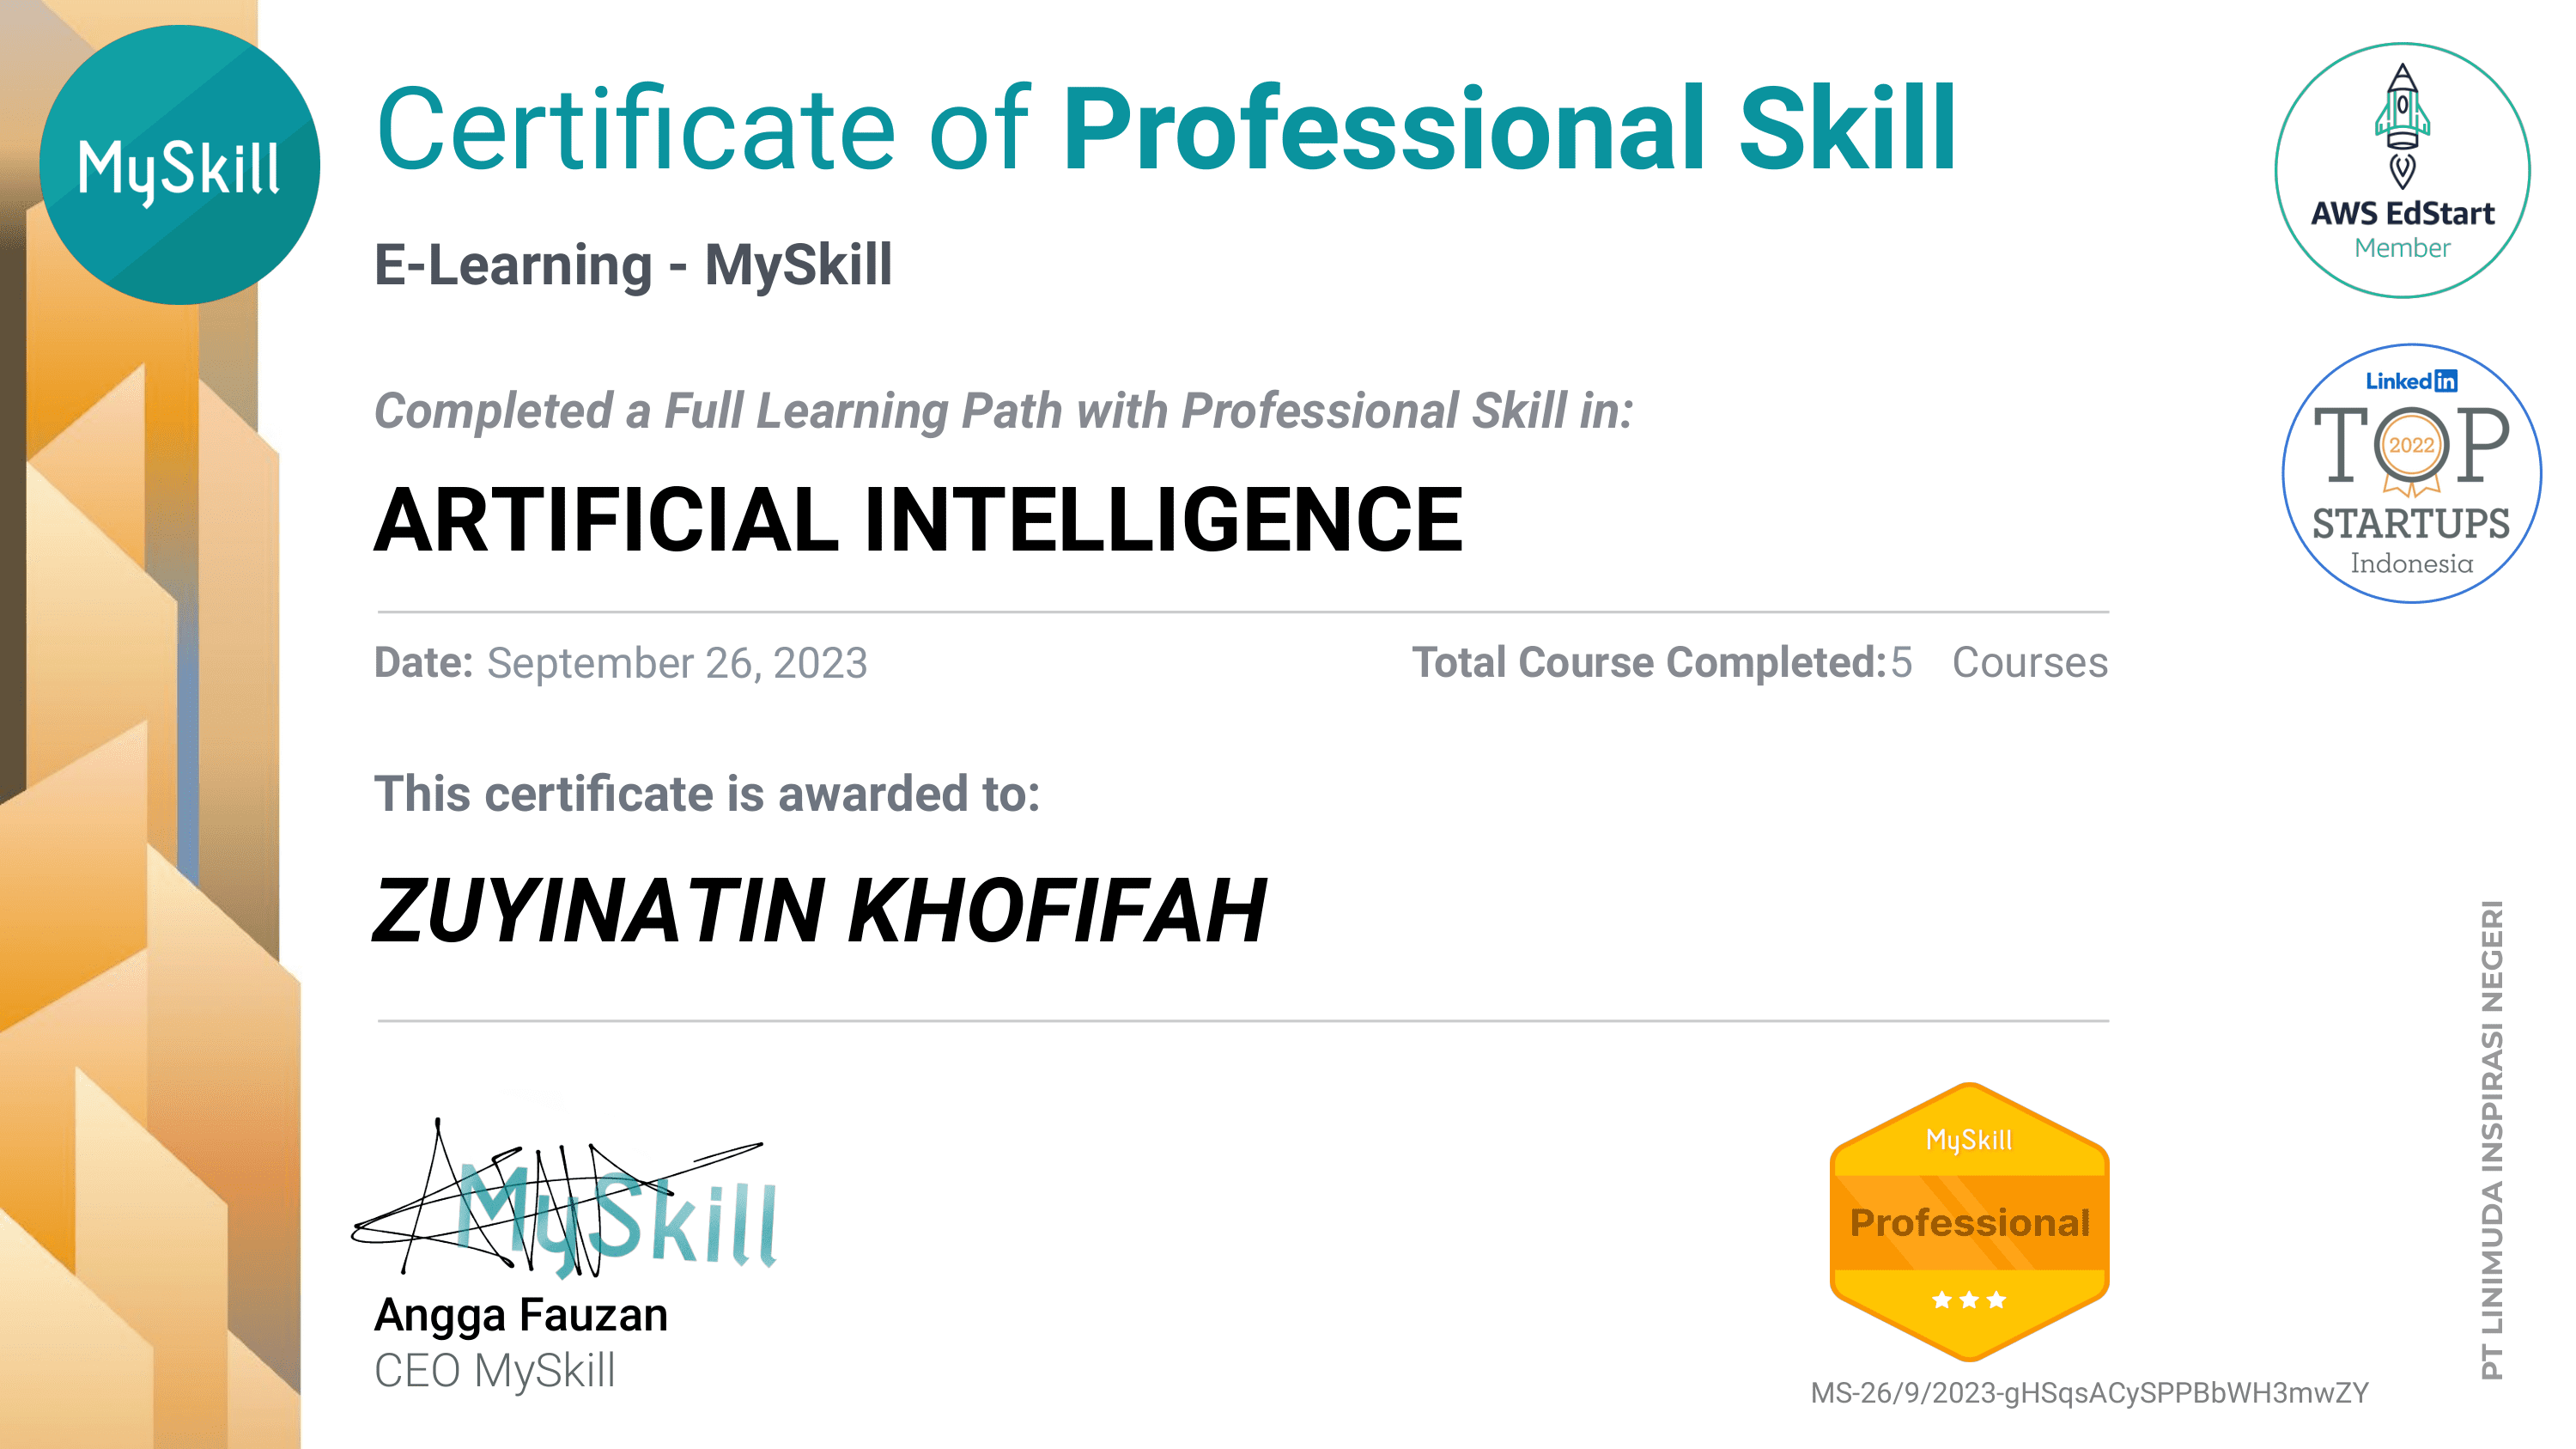 MySkill
Certificate of Professional Skill
AWS EdStart
Member
E-Learning - MySkill
LinkedIn
TOP
2022
STARTUPS
Indonesia
Completed a Full Learning Path with Professional Skill in:
ARTIFICIAL INTELLIGENCE
Date: September 26, 2023
Total Course Completed:5 Courses
This certificate is awarded to:
ZUYINATIN KHOFIFAH
MySkill
Angga Fauzan
CEO MySkill
MySkill
Professional
MS-26/9/2023-gHSqsACySPPBbWH3mwZY
PT LINIMUDA INSPIRASI NEGERI